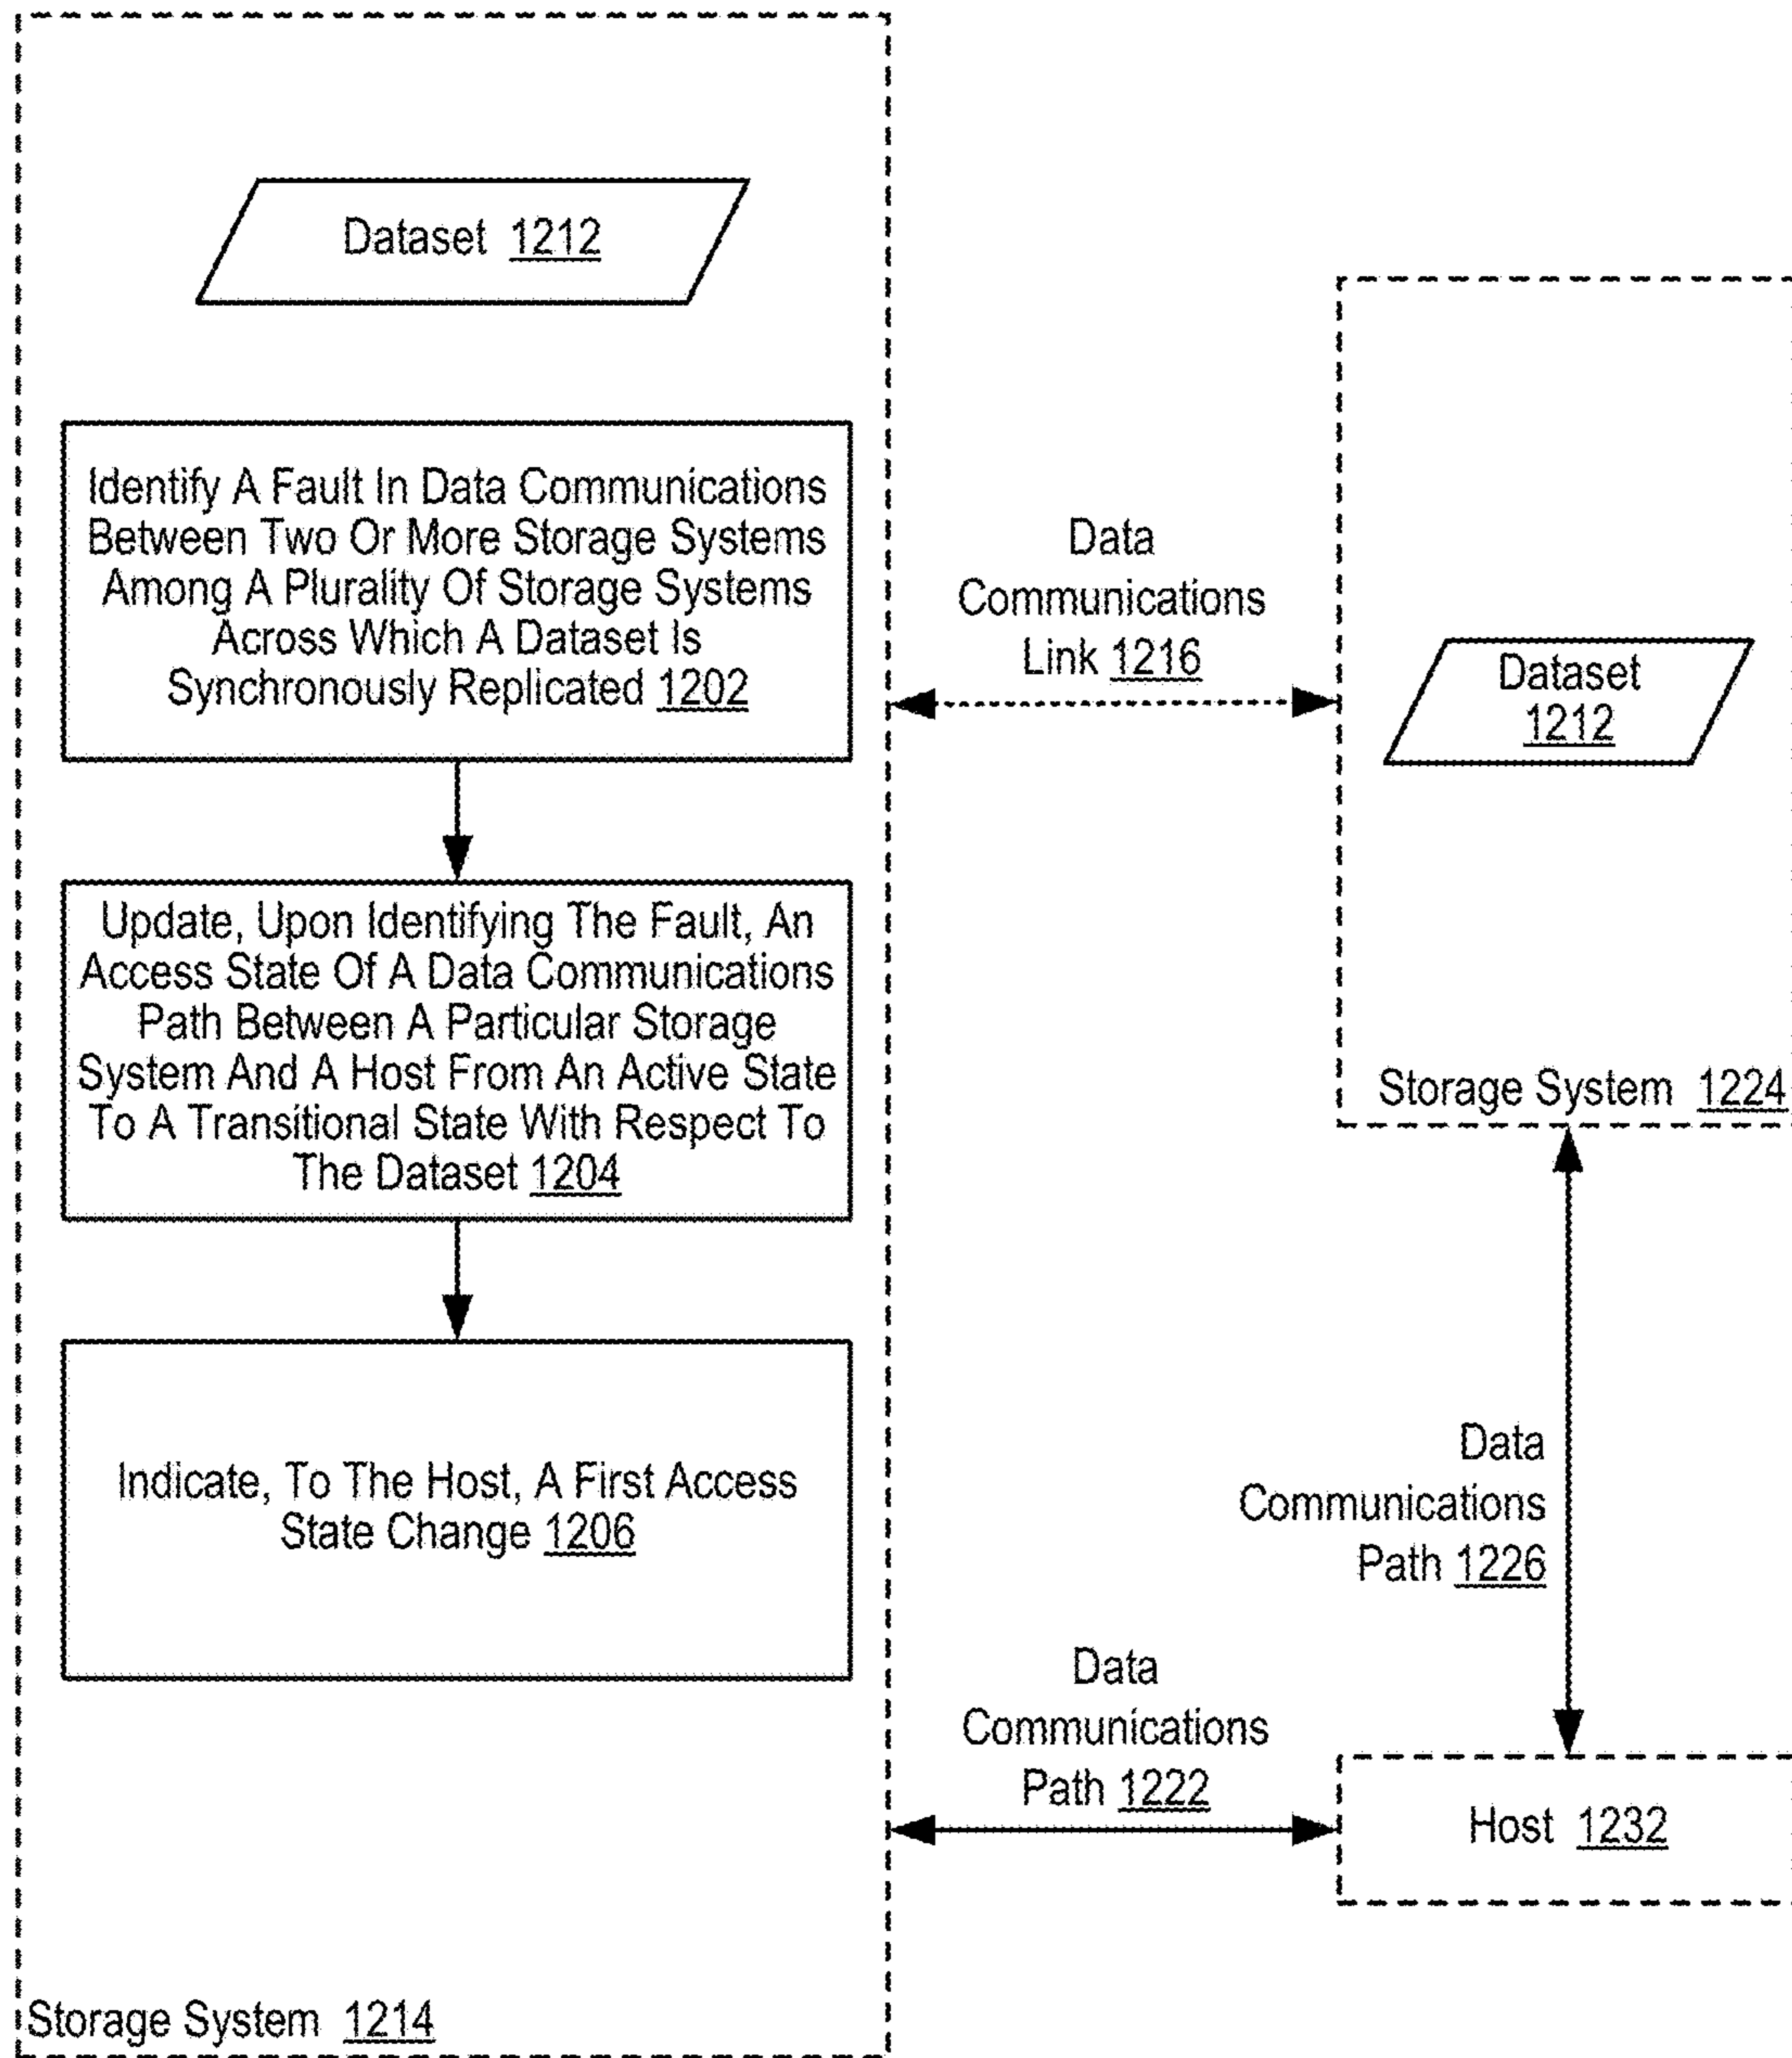 Dataset 1212
Identify A Fault In Data Communications
Between Two Or More Storage Systems
Among A Plurality Of Storage Systems
Across Which A Dataset Is
Synchronously Replicated 1202
Update, Upon Identifying The Fault, An
Access State Of A Data Communications
Path Between A Particular Storage
System And A Host From An Active State
To A Transitional State With Respect To
The Dataset 1204
Indicate, To The Host, A First Access
State Change 1206
Storage System 1214
Data
Communications
Link 1216
Dataset
1212
Storage System 1224
Data
Communications
Path 1226
Data
Communications
Path 1222
Host 1232